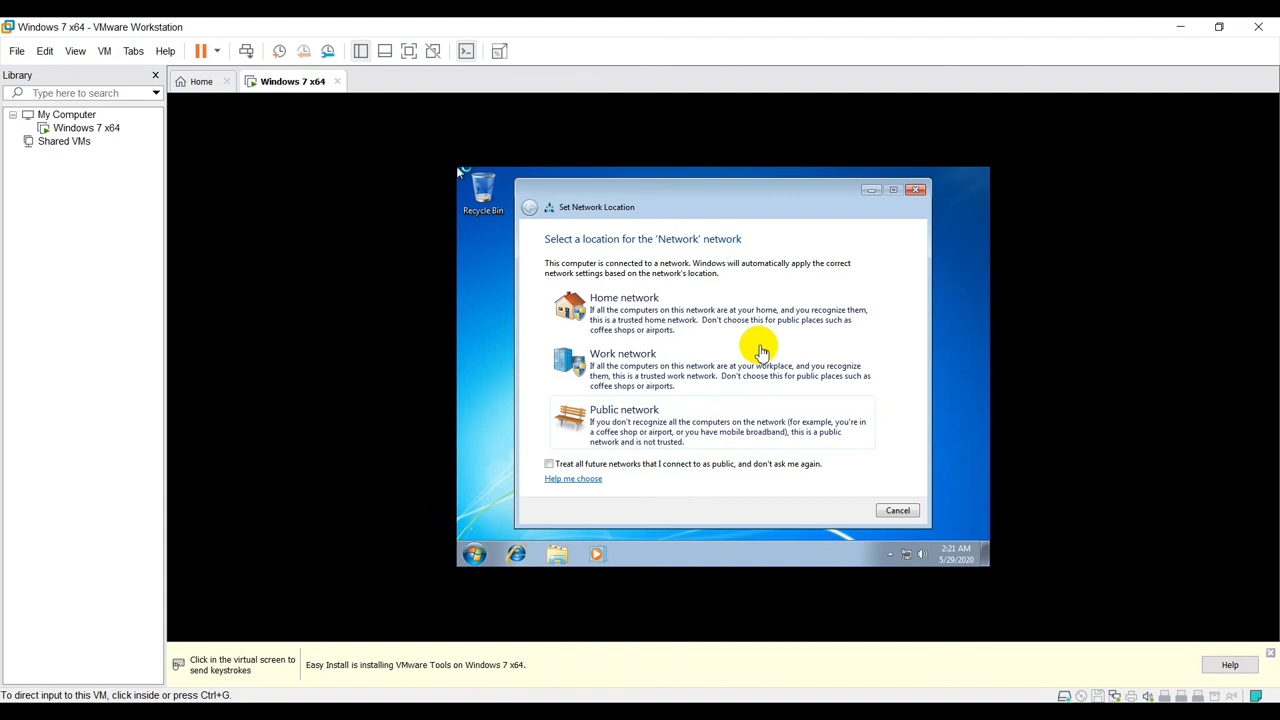 Windows 7 x64 - VMware Workstation
File Edit View VM Tabs Help
Library
Type here to search
My Computer
Windows 7 x64
Shared VMs
Home
Windows 7 x64
Recycle Bin
Set Network Location
Select a location for the 'Network' network
This computer is connected to a network. Windows will automatically apply the correct
network settings based on the network's location.
Home network
If all the computers on this network are at your home, and you recognize them,
this is a trusted home network. Don't choose this for public places such as
coffee shops or airports.
Work network
If all the computers on this network are at your workplace, and you recognize
them, this is a trusted work network. Don't choose this for public places such as
coffee shops or airports.
Public network
If you don't recognize all the computers on the network (for example, you're in
a coffee shop or airport, or you have mobile broadband), this is a public
network and is not trusted.
Treat all future networks that I connect to as public, and don't ask me again.
Help me choose
Cancel
2:21 AM
5/29/2020
Click in the virtual screen to
send keystrokes
Easy Install is installing VMware Tools on Windows 7 x64.
Help
To direct input to this VM, click inside or press Ctrl+G.